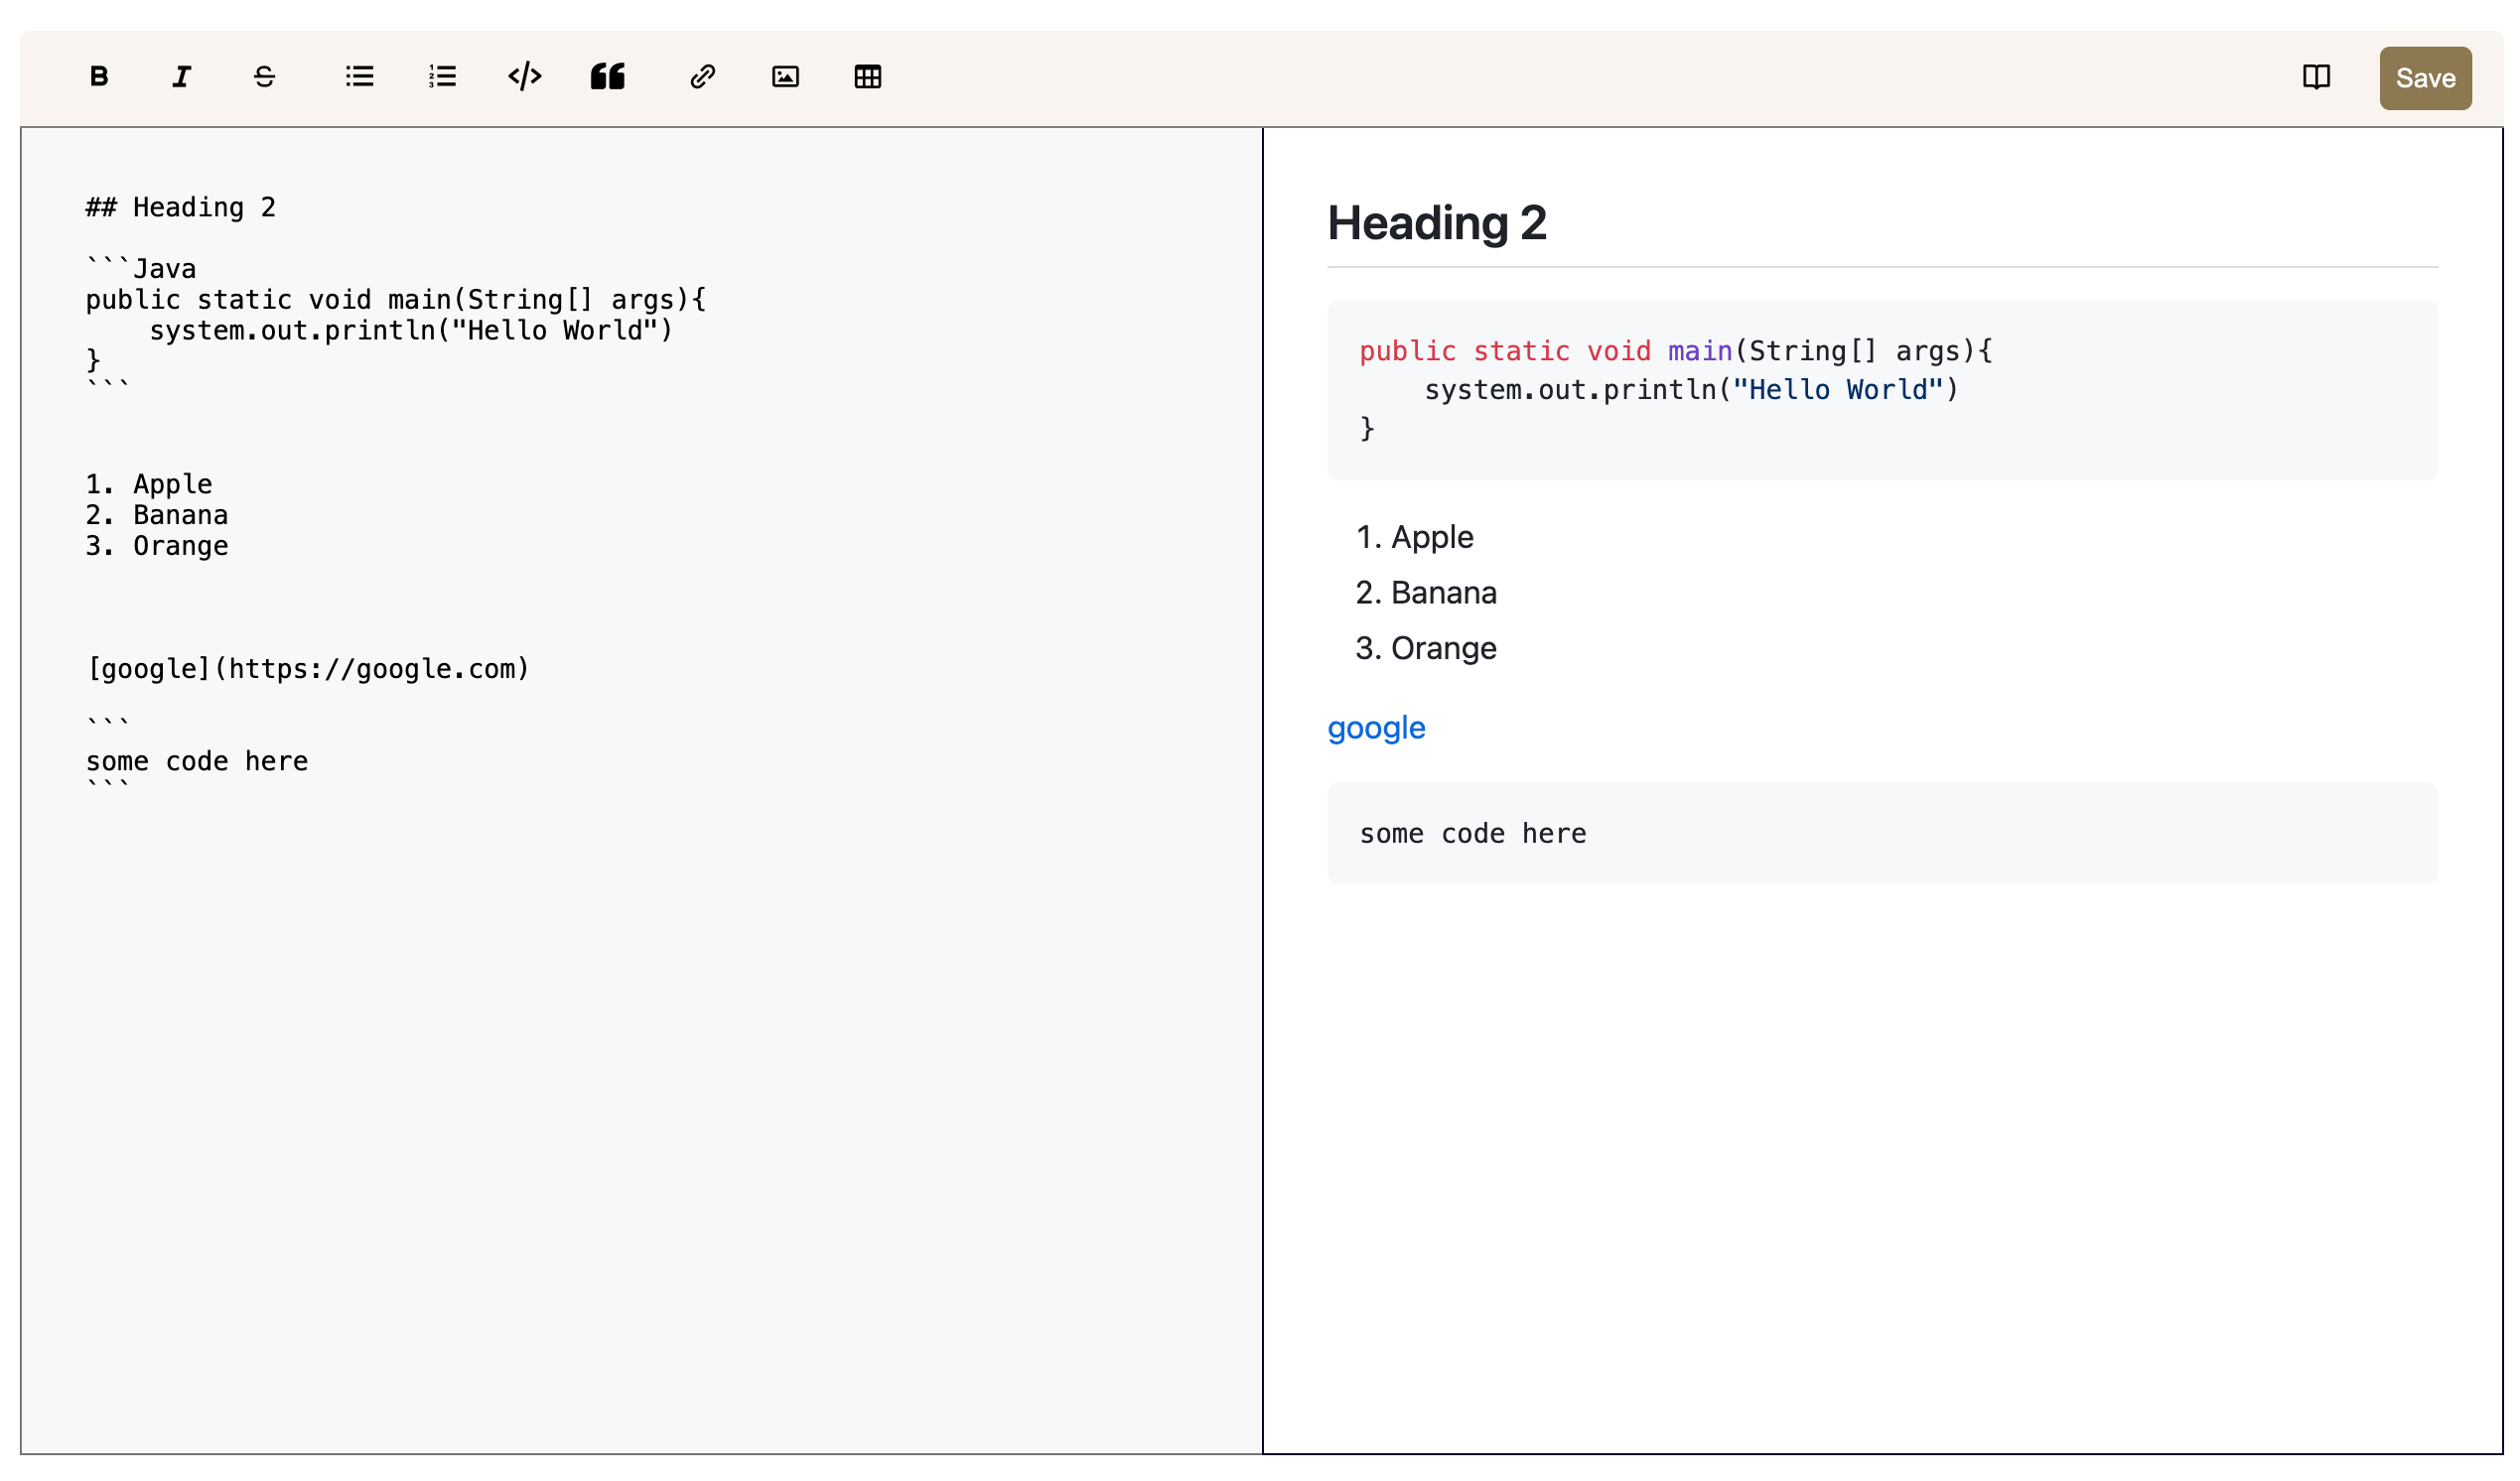 Save
## Heading 2
```Java
public static void main(String[] args){
    system.out.println("Hello World")
}
```
1. Apple
2. Banana
3. Orange
[google](https://google.com)
```
some code here
```
Heading 2
public static void main(String[] args){
    system.out.println("Hello World")
}
1. Apple
2. Banana
3. Orange
google
some code here